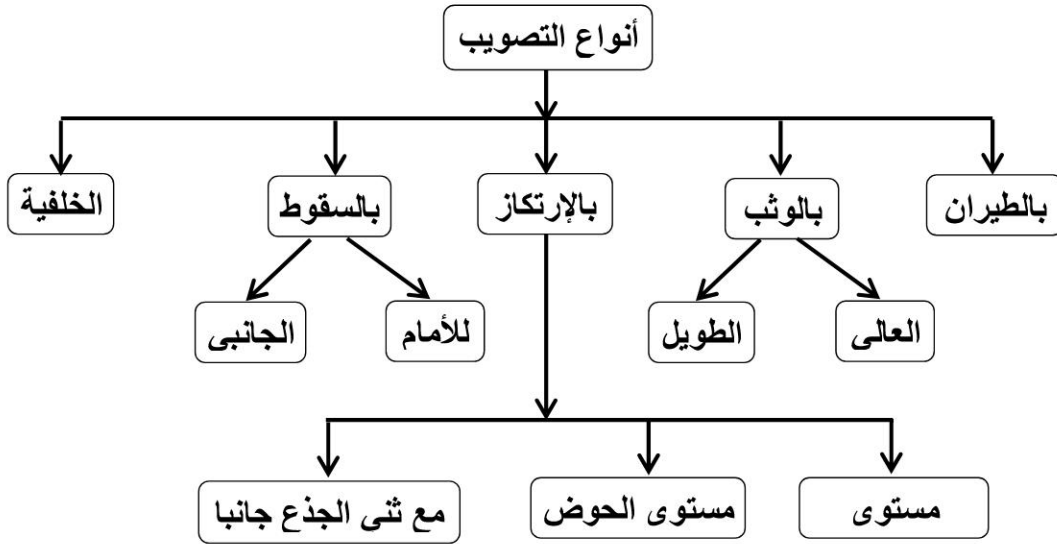 أنواع التصويب
بالطيران
بالوثب
بالإرتكاز
بالسقوط
الخلفية
العالى
الطويل
للأمام
الجانبى
مستوى
مستوى الحوض
مع ثنى الجذع جانبا